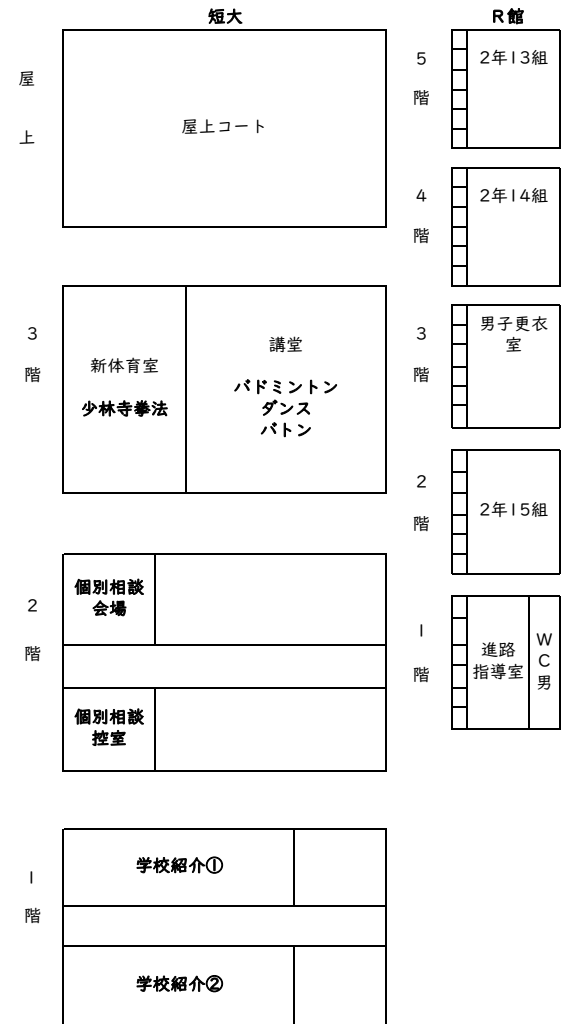 短大
屋
上
屋上コート
3
階
新体育室
少林寺拳法
講堂
バドミントン
ダンス
バトン
2
階
個別相談
会場
個別相談
控室
1
階
学校紹介①
学校紹介②
R館
5
階
2年13組
4
階
2年14組
3
階
男子更衣
室
2
階
2年15組
1
階
進路
指導室
W
C
男